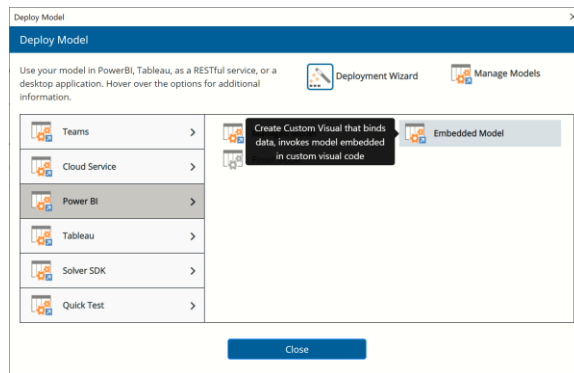 Deploy Model
Deploy Model
Use your model in PowerBI, Tableau, as a RESTful service, or a
desktop application. Hover over the options for additional
information.
Deployment Wizard
Manage Models
Teams
Cloud Service
Power BI
Tableau
Solver SDK
Quick Test
Create Custom Visual that binds
data, invokes model embedded
in custom visual code
Embedded Model
Close